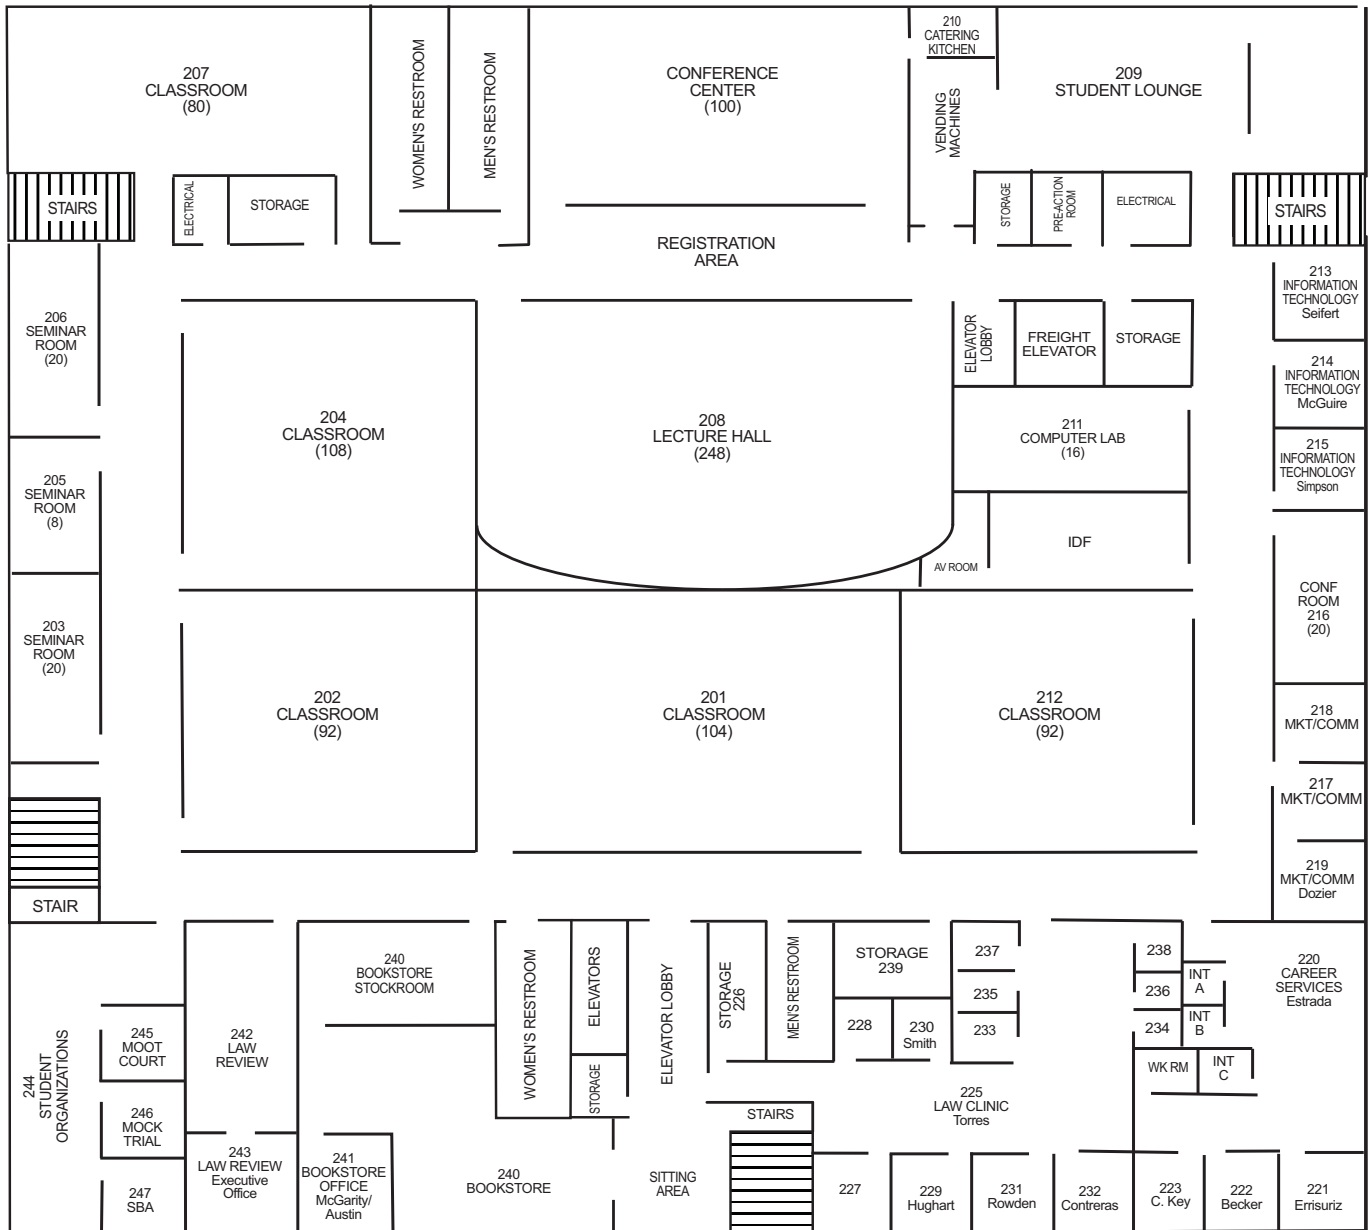 207
CLASSROOM
(80)
WOMEN'S RESTROOM
MEN'S RESTROOM
CONFERENCE
CENTER
(100)
210
CATERING
KITCHEN
VENDING
MACHINES
209
STUDENT LOUNGE
STAIRS
ELECTRICAL
STORAGE
REGISTRATION
AREA
STORAGE
PRE-ACTION
ROOM
ELECTRICAL
STAIRS
206
SEMINAR
ROOM
(20)
204
CLASSROOM
(108)
208
LECTURE HALL
(248)
ELEVATOR
LOBBY
FREIGHT
ELEVATOR
STORAGE
213
INFORMATION
TECHNOLOGY
Seifert
214
INFORMATION
TECHNOLOGY
McGuire
211
COMPUTER LAB
(16)
215
INFORMATION
TECHNOLOGY
Simpson
205
SEMINAR
ROOM
(8)
IDF
AV ROOM
CONF
ROOM
216
(20)
203
SEMINAR
ROOM
(20)
202
CLASSROOM
(92)
201
CLASSROOM
(104)
212
CLASSROOM
(92)
218
MKT/COMM
217
MKT/COMM
219
MKT/COMM
Dozier
STAIR
244
STUDENT
ORGANIZATIONS
245
MOOT
COURT
246
MOCK
TRIAL
247
SBA
242
LAW
REVIEW
243
LAW REVIEW
Executive
Office
240
BOOKSTORE
STOCKROOM
241
BOOKSTORE
OFFICE
McGarity/
Austin
240
BOOKSTORE
WOMEN'S RESTROOM
ELEVATORS
STORAGE
ELEVATOR LOBBY
SITTING
AREA
STORAGE
226
MEN'S RESTROOM
STAIRS
STORAGE
239
228
230
Smith
237
235
233
225
LAW CLINIC
Torres
227
229
Hughart
231
Rowden
232
Contreras
238
236
234
INT
A
INT
B
WK RM
INT
C
220
CAREER
SERVICES
Estrada
223
C. Key
222
Becker
221
Errisuriz